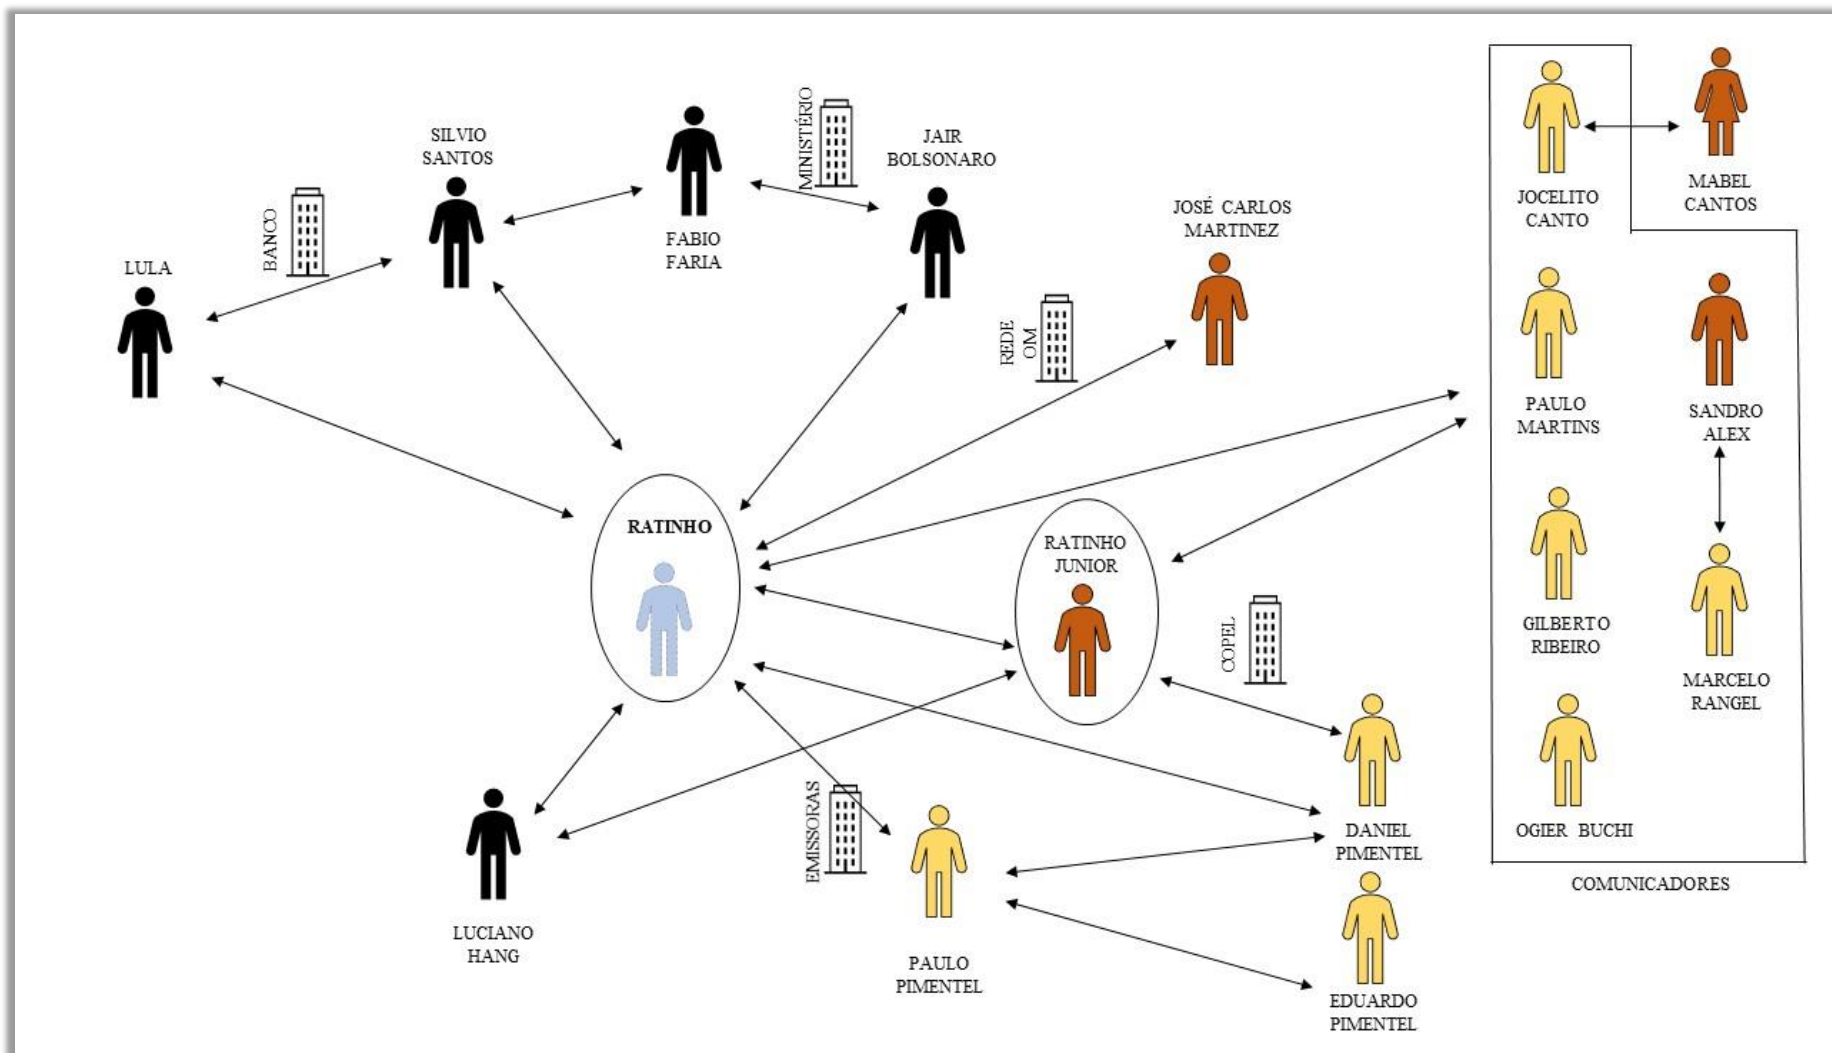 LULA
BANCO
SILVIO
SANTOS
FABIO
FARIA
MINISTÉRIO
JAIR
BOLSONARO
JOSÉ CARLOS
MARTINEZ
REDE
OM
JOCELITO
CANTO
MABEL
CANTOS
PAULO
MARTINS
SANDRO
ALEX
GILBERTO
RIBEIRO
MARCELO
RANGEL
OGIER BUCHI
COMUNICADORES
RATINHO
RATINHO
JUNIOR
COPEL
DANIEL
PIMENTEL
EMISSORAS
LUCIANO
HANG
PAULO
PIMENTEL
EDUARDO
PIMENTEL